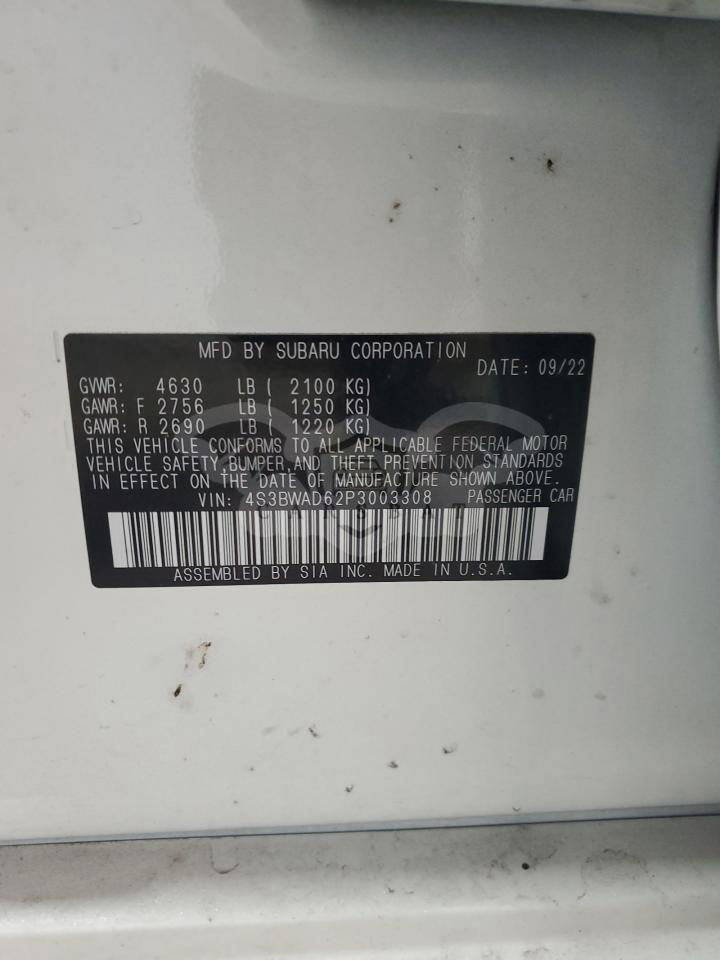 MFD BY SUBARU CORPORATION
DATE: 09/22
GVWR: 4630 LB ( 2100 KG)
GAWR: F 2756 LB ( 1250 KG)
GAWR: R 2690 LB ( 1220 KG)
THIS VEHICLE CONFORMS TO ALL APPLICABLE FEDERAL MOTOR
VEHICLE SAFETY, BUMPER, AND THEFT PREVENTION STANDARDS
IN EFFECT ON THE DATE OF MANUFACTURE SHOWN ABOVE.
VIN: 4S3BWAD62P3003308 PASSENGER CAR
ASSEMBLED BY SIA INC. MADE IN U.S.A.